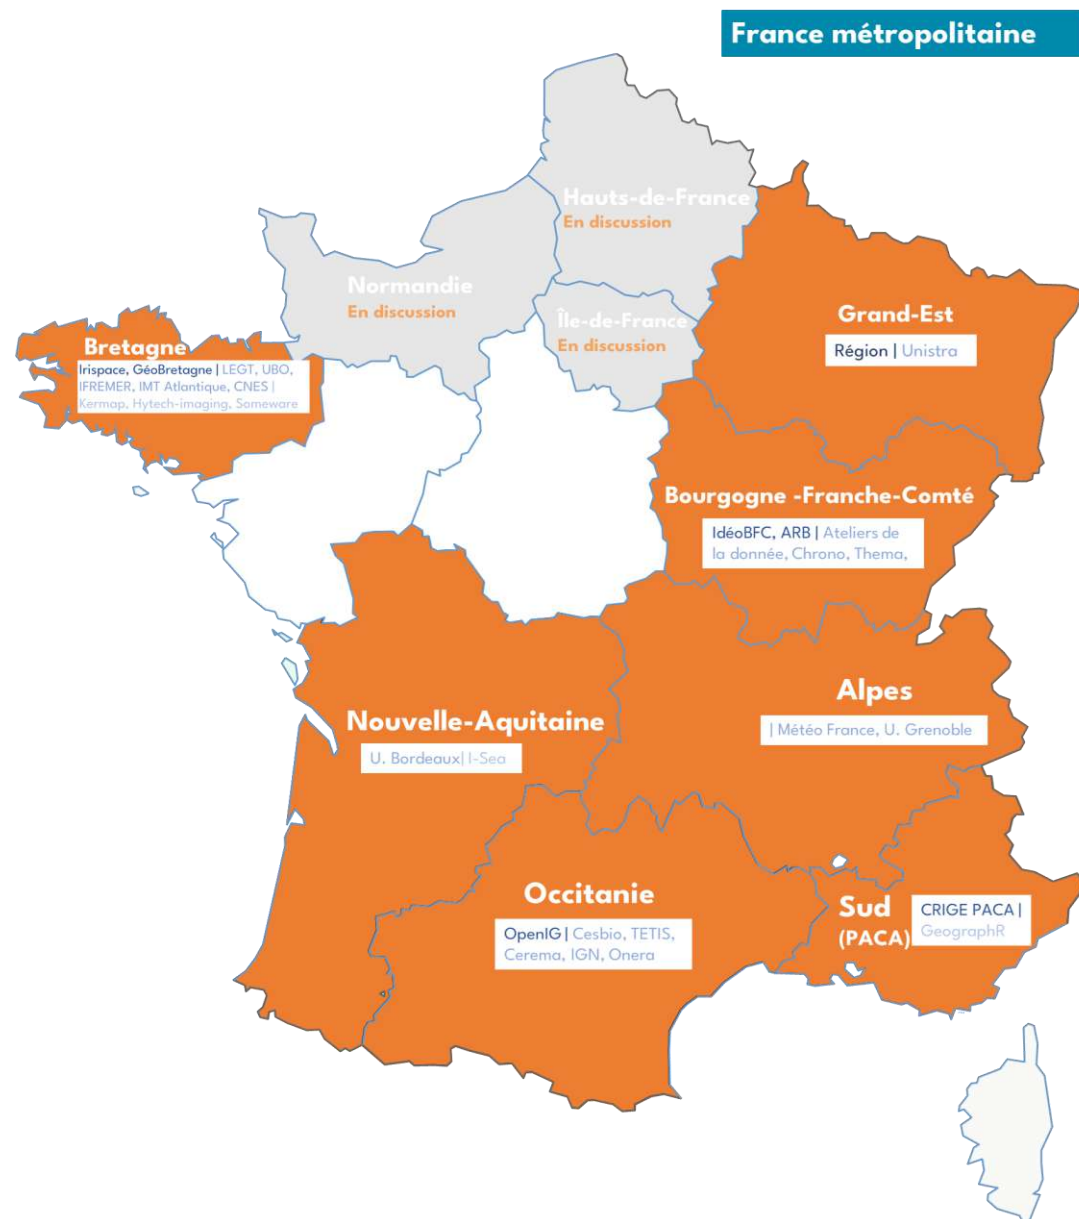 France métropolitaine
Hauts-de-France
En discussion
Normandie
En discussion
Île-de-France
En discussion
Grand-Est
Région | Unistra
Bretagne
Irispace, GéoBretagne | LEGT, UBO,
IFREMER, IMT Atlantique, CNES |
Kermap, Hytech-imaging, Someware
Bourgogne -Franche-Comté
IdéoBFC, ARB | Ateliers de
la donnée, Chrono, Thema,
Alpes
| Météo France, U. Grenoble
Nouvelle-Aquitaine
U. Bordeaux| I-Sea
Occitanie
OpenIG | Cesbio, TETIS,
Cerema, IGN, Onera
Sud
(PACA)
CRIGE PACA |
GeographR